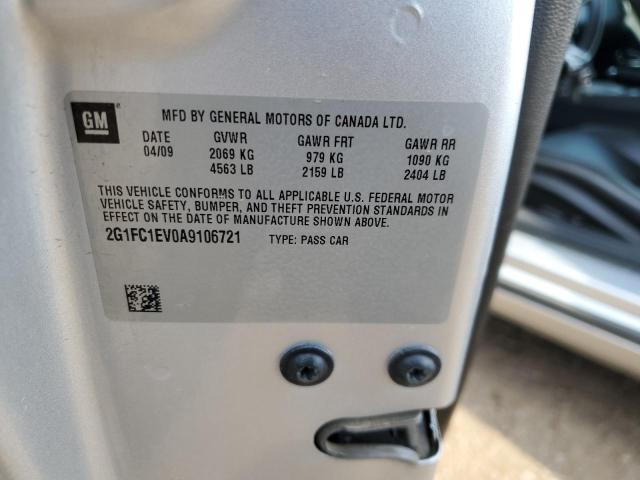 GM
MFD BY GENERAL MOTORS OF CANADA LTD.
DATE GVWR GAWR FRT GAWR RR
04/09 2069 KG 979 KG 1090 KG
4563 LB 2159 LB 2404 LB
THIS VEHICLE CONFORMS TO ALL APPLICABLE U.S. FEDERAL MOTOR
VEHICLE SAFETY, BUMPER, AND THEFT PREVENTION STANDARDS IN
EFFECT ON THE DATE OF MANUFACTURE SHOWN ABOVE.
2G1FC1EV0A9106721 TYPE: PASS CAR